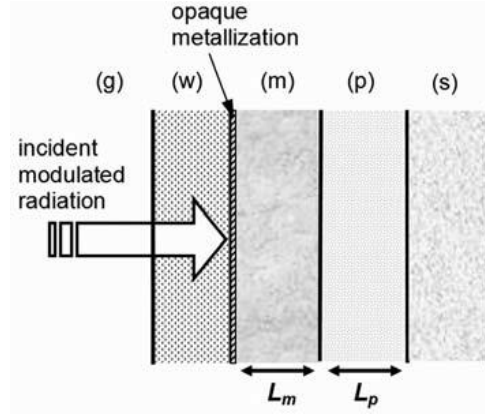 opaque
metallization
(g) (w) (m) (p) (s)
incident
modulated
radiation
Lm Lp